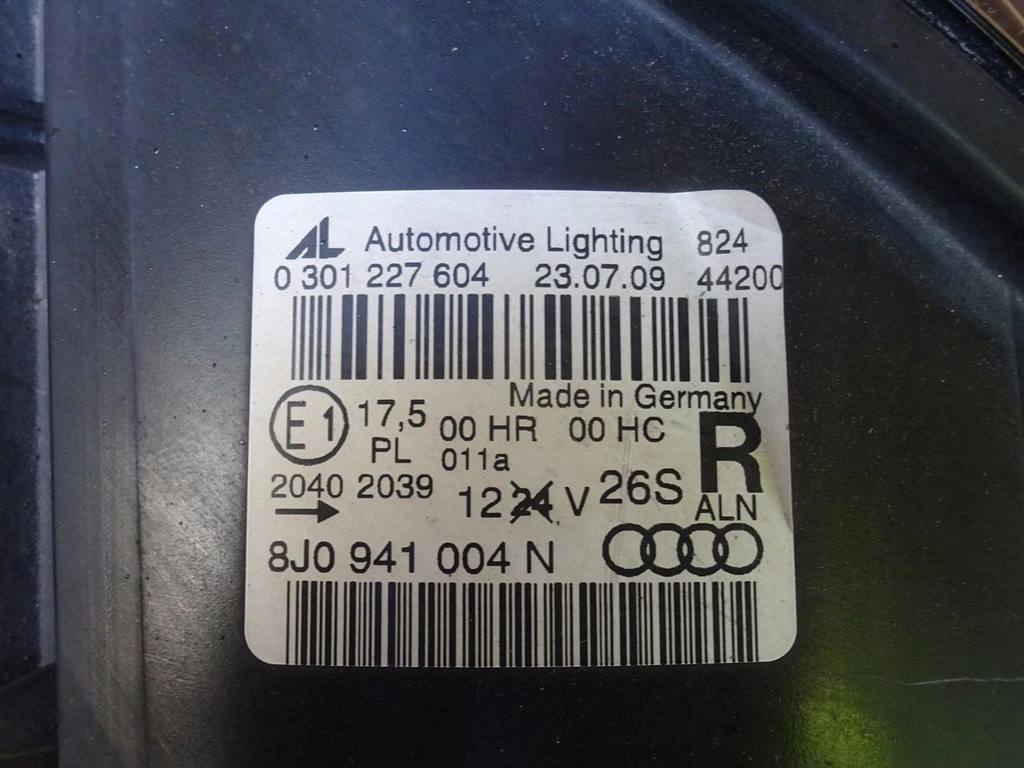 AL Automotive Lighting 824
0 301 227 604 23.07.09 44200
Made in Germany
E1 17,5 00 HR 00 HC R
PL 011a
2040 2039 12 24 V 26S ALN
8J0 941 004 N